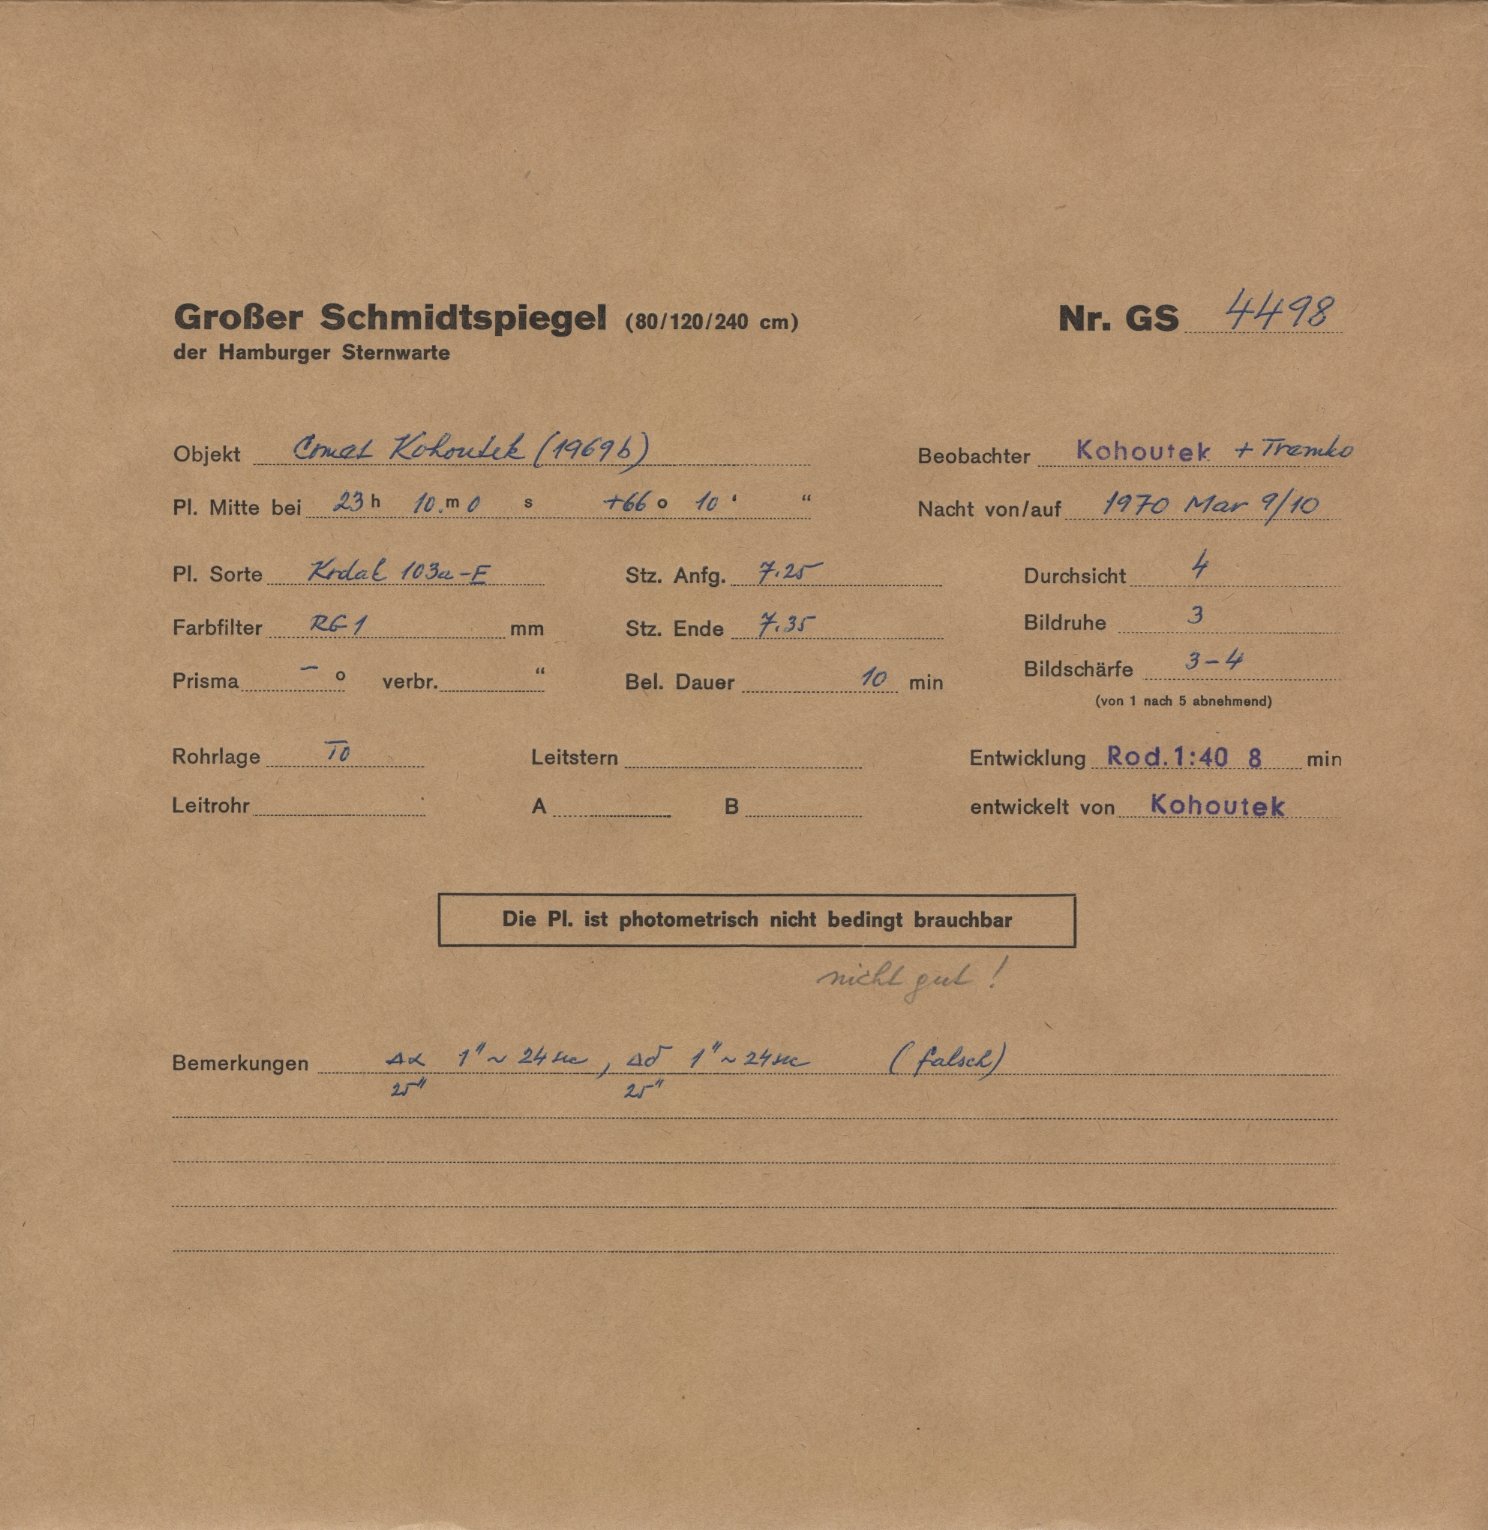 Großer Schmidtspiegel (80/120/240 cm) Nr. GS 4498
der Hamburger Sternwarte
Objekt Comet Kohoutek (1969b) Beobachter Kohoutek + Tremko
Pl. Mitte bei 23 h 10. m 0 s +66 o 10 ‘ “ Nacht von/auf 1970 Mar 9/10
Pl. Sorte Kodak 103a-E Stz. Anfg. 7.25 Durchsicht 4
Farbfilter RG1 mm Stz. Ende 7.35 Bildruhe 3
Prisma – o verbr. “ Bel. Dauer 10 min Bildschärfe 3-4
(von 1 nach 5 abnehmend)
Rohrlage TO Leitstern Entwicklung Rod. 1:40 8 min
Leitrohr A B entwickelt von Kohoutek
Die Pl. ist photometrisch nicht bedingt brauchbar
nicht gut!
Bemerkungen Δα 1" ~ 24 sec, Δδ 1" ~ 24 sec (falsch)
25" 25"